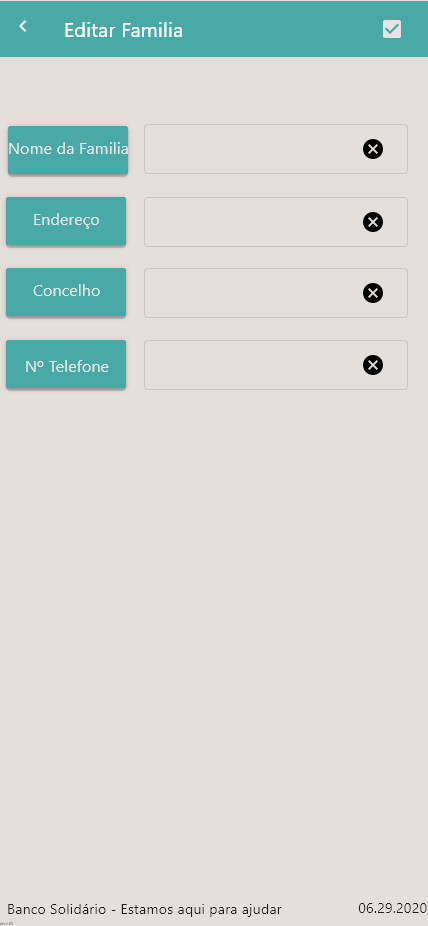 Editar Familia
Nome da Familia
Endereço
Concelho
Nº Telefone
Banco Solidário - Estamos aqui para ajudar
06.29.2020